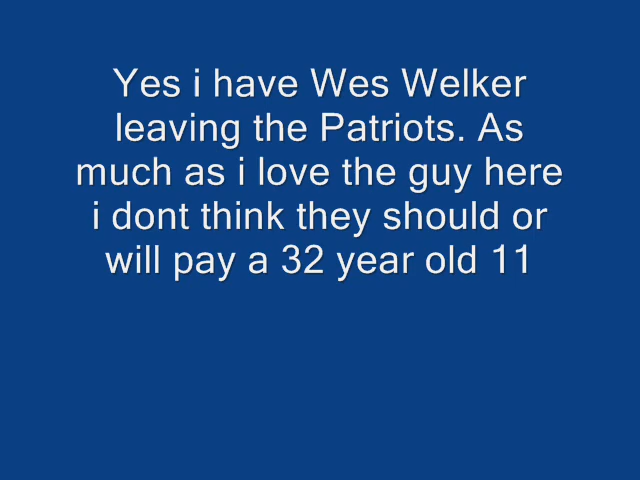 Yes i have Wes Welker
leaving the Patriots. As
much as i love the guy here
i dont think they should or
will pay a 32 year old 11